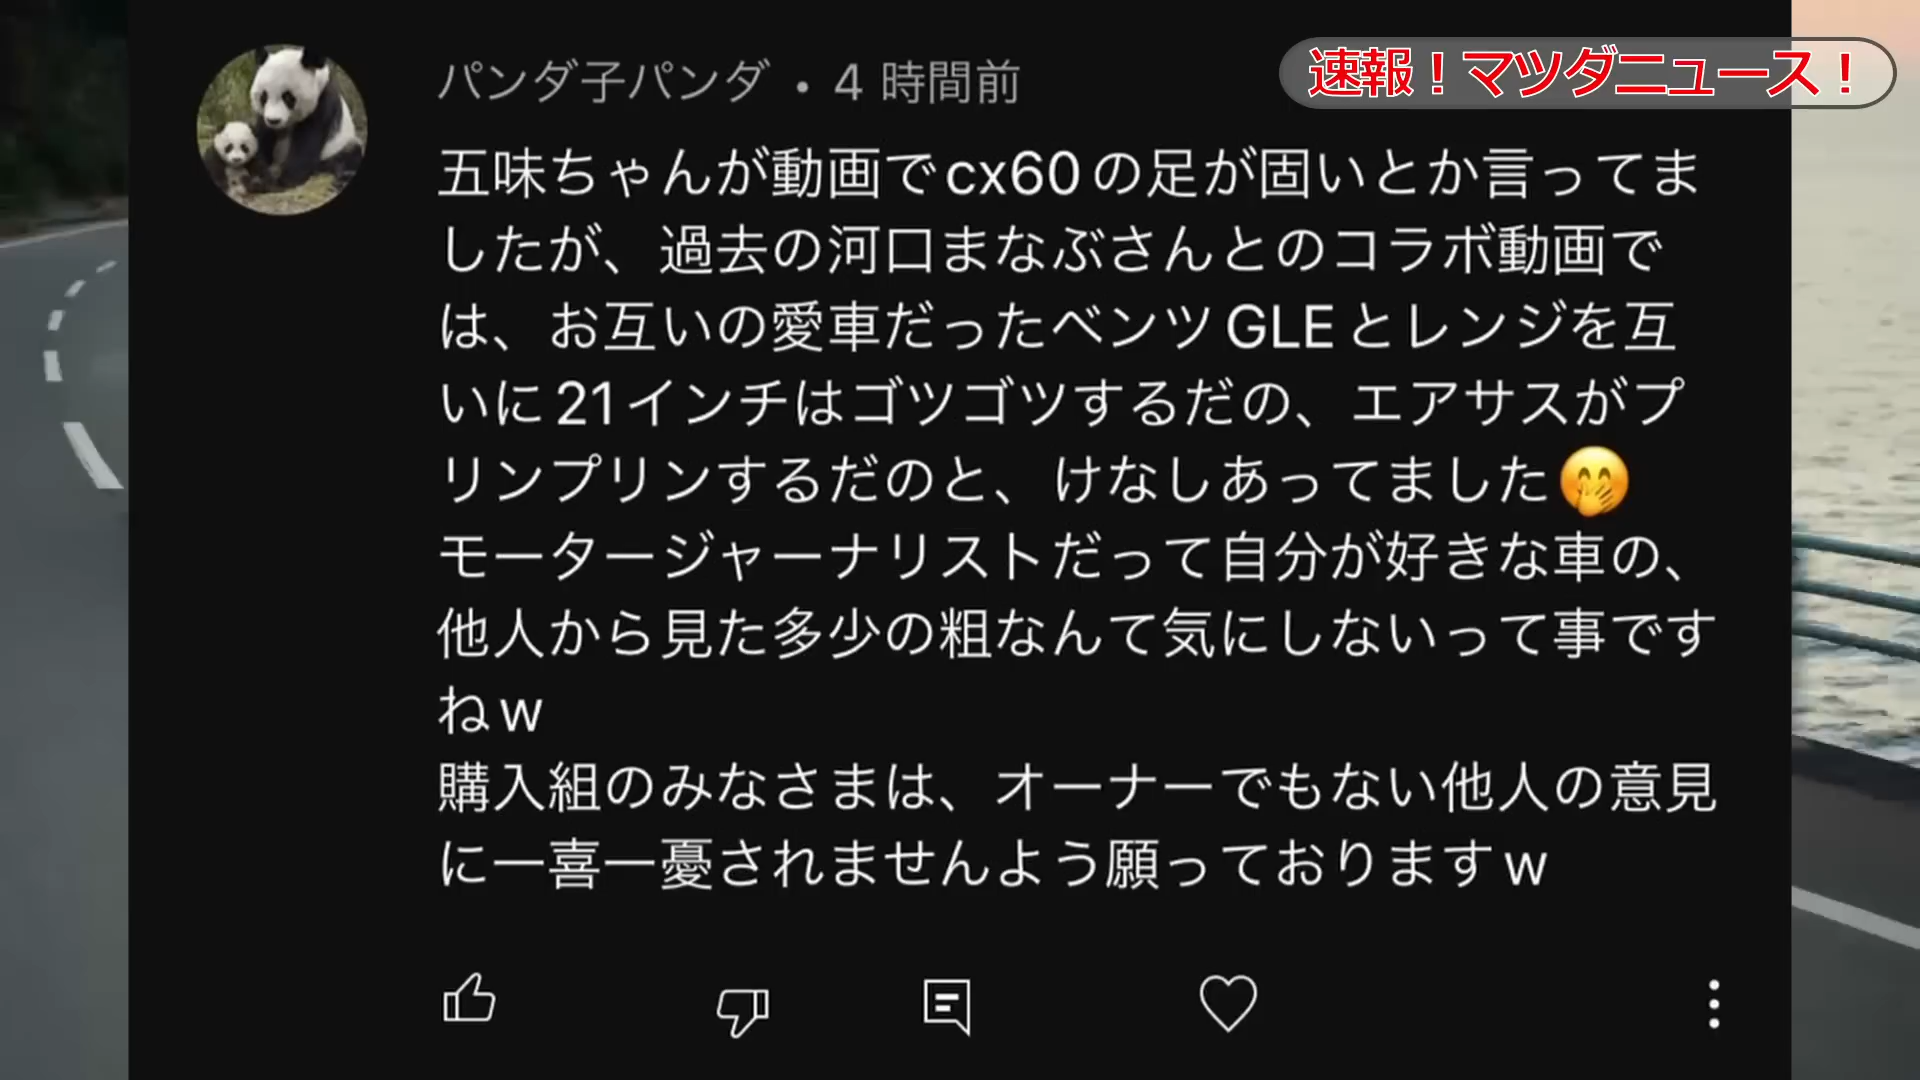 速報！マツダニュース！
パンダ子パンダ • 4 時間前
五味ちゃんが動画でcx60の足が固いとか言ってま
したが、過去の河口まなぶさんとのコラボ動画で
は、お互いの愛車だったベンツGLEとレンジを互
いに21インチはゴツゴツするだの、エアサスがプ
リンプリンするだのと、けなしあってました🤭
モータージャーナリストだって自分が好きな車の、
他人から見た多少の粗なんて気にしないって事です
ねw
購入組のみなさまは、オーナーでもない他人の意見
に一喜一憂されませんよう願っておりますw